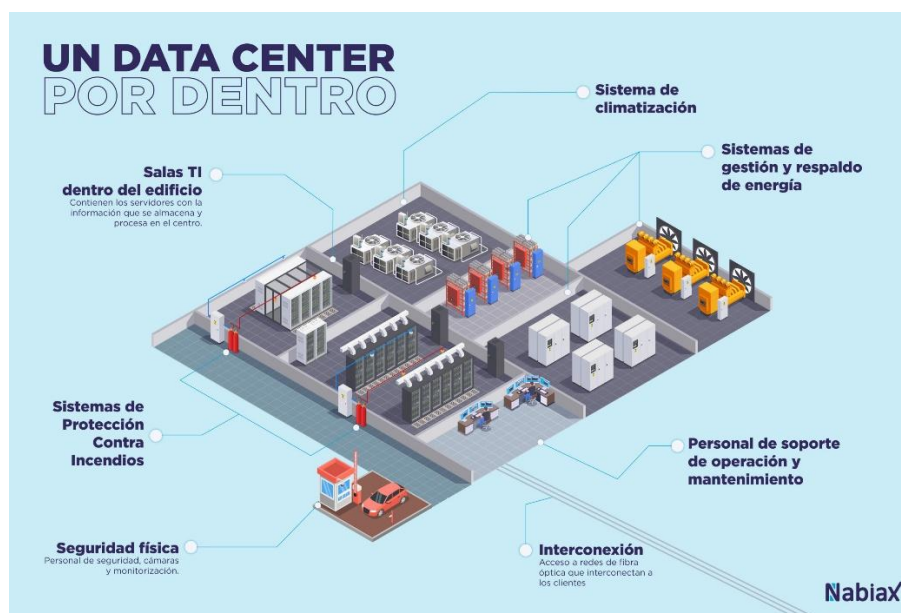 UN DATA CENTER
POR DENTRO
Sistema de
climatización
Sistemas de
gestión y respaldo
de energía
Salas TI
dentro del edificio
Contienen los servidores con la
información que se almacena y
procesa en el centro.
Sistemas de
Protección
Contra
Incendios
Personal de soporte
de operación y
mantenimiento
Seguridad física
Personal de seguridad, cámaras
y monitorización.
Interconexión
Acceso a redes de fibra
óptica que interconectan a
los clientes
Nabiax